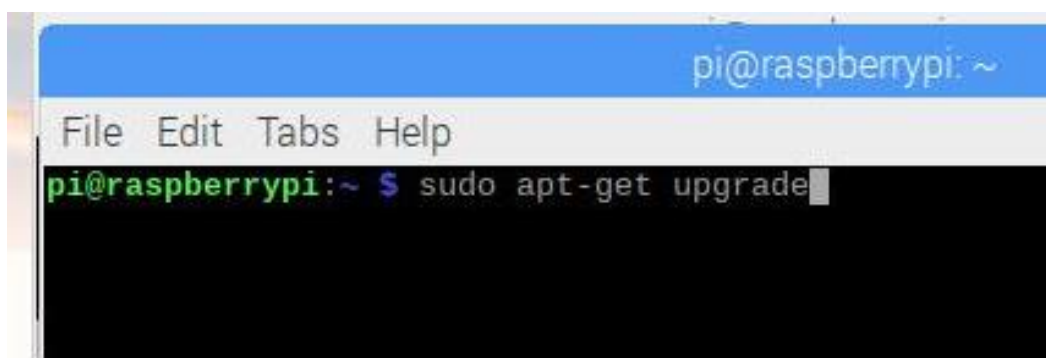 pi@raspberrypi: ~
File Edit Tabs Help
pi@raspberrypi:~ $ sudo apt-get upgrade